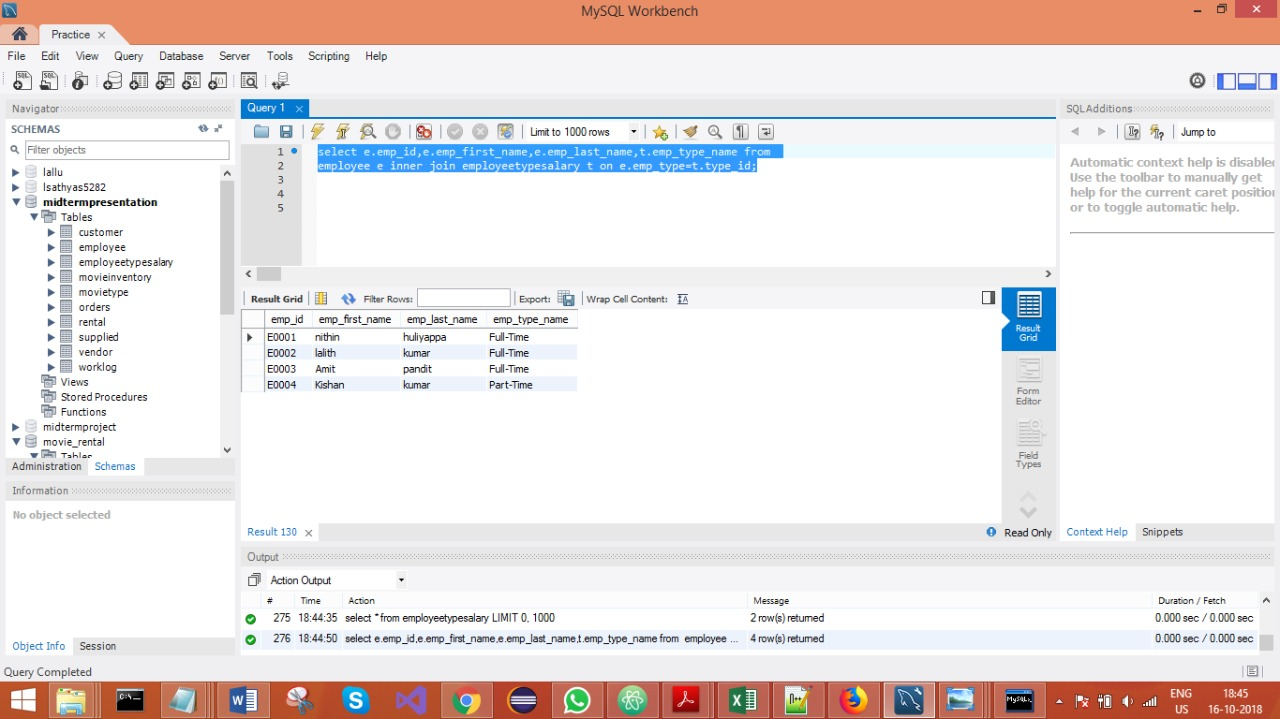 MySQL Workbench
Practice
File Edit View Query Database Server Tools Scripting Help
Navigator
SCHEMAS
Filter objects
lallu
lsathyas5282
midtermpresentation
Tables
customer
employee
employeetypesalary
movieinventory
movietype
orders
rental
supplied
vendor
worklog
Views
Stored Procedures
Functions
midtermproject
movie_rental
Tables
Administration Schemas
Information
No object selected
Object Info Session
Query 1
Limit to 1000 rows
1 select e.emp_id,e.emp_first_name,e.emp_last_name,t.emp_type_name from
2 employee e inner join employeetypesalary t on e.emp_type=t.type_id;
3
4
5
Result Grid Filter Rows: Export: Wrap Cell Content:
emp_id emp_first_name emp_last_name emp_type_name
E0001 nithin huliyappa Full-Time
E0002 lalith kumar Full-Time
E0003 Amit pandit Full-Time
E0004 Kishan kumar Part-Time
Result
Grid
Form
Editor
Field
Types
Result 130
Read Only
SQLAdditions
Jump to
Automatic context help is disabled
Use the toolbar to manually get
help for the current caret position
or to toggle automatic help.
Context Help Snippets
Output
Action Output
# Time Action Message Duration / Fetch
275 18:44:35 select * from employeetypesalary LIMIT 0, 1000 2 row(s) returned 0.000 sec / 0.000 sec
276 18:44:50 select e.emp_id,e.emp_first_name,e.emp_last_name,t.emp_type_name from employee ... 4 row(s) returned 0.000 sec / 0.000 sec
Query Completed
ENG
US
18:45
16-10-2018